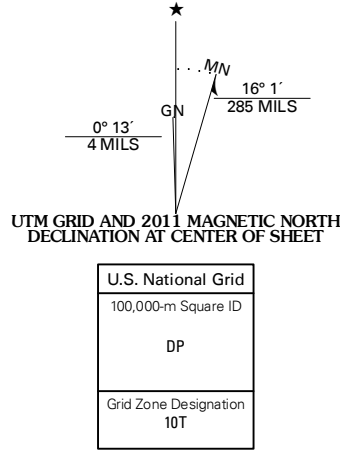 ★
MN
GN
16° 1´
285 MILS
0° 13´
4 MILS
UTM GRID AND 2011 MAGNETIC NORTH
DECLINATION AT CENTER OF SHEET
U.S. National Grid
100,000-m Square ID
DP
Grid Zone Designation
10T